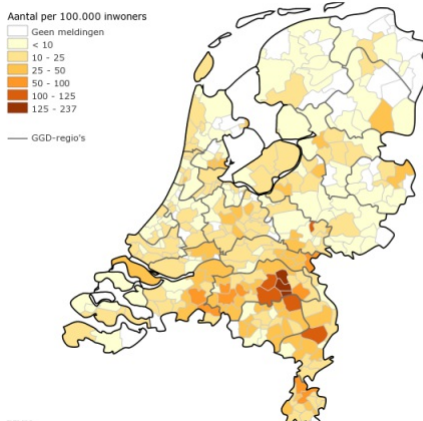 Aantal per 100.000 inwoners
Geen meldingen
< 10
10 - 25
25 - 50
50 - 100
100 - 125
125 - 237
GGD-regio's